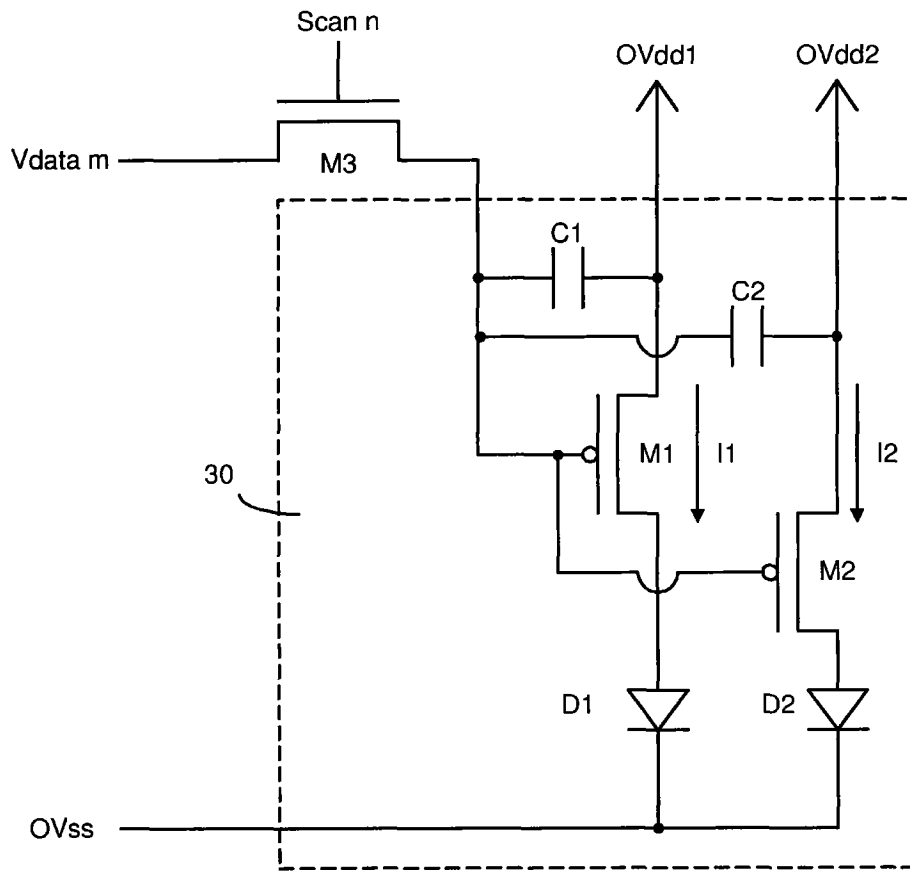 Scan n
OVdd1
OVdd2
Vdata m
M3
C1
C2
M1
I1
I2
30
M2
D1
D2
OVss